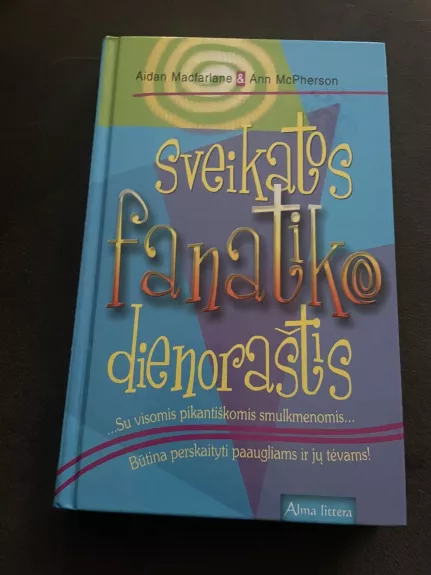 Aidan Macfarlane & Ann McPherson
sveikatos
fanatiko
dienoraštis
...Su visomis pikantiškomis smulkmenomis...
Būtina perskaityti paaugliams ir jų tėvams!
Alma littera